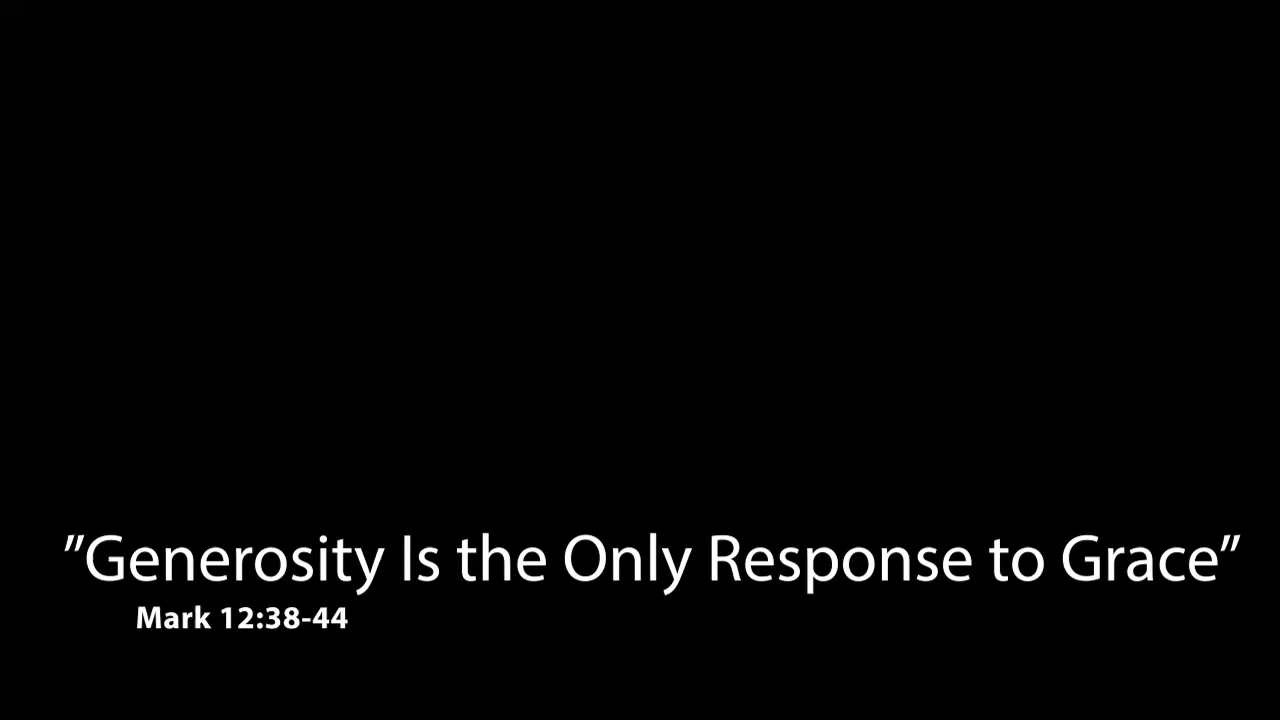 ”Generosity Is the Only Response to Grace”
Mark 12:38-44